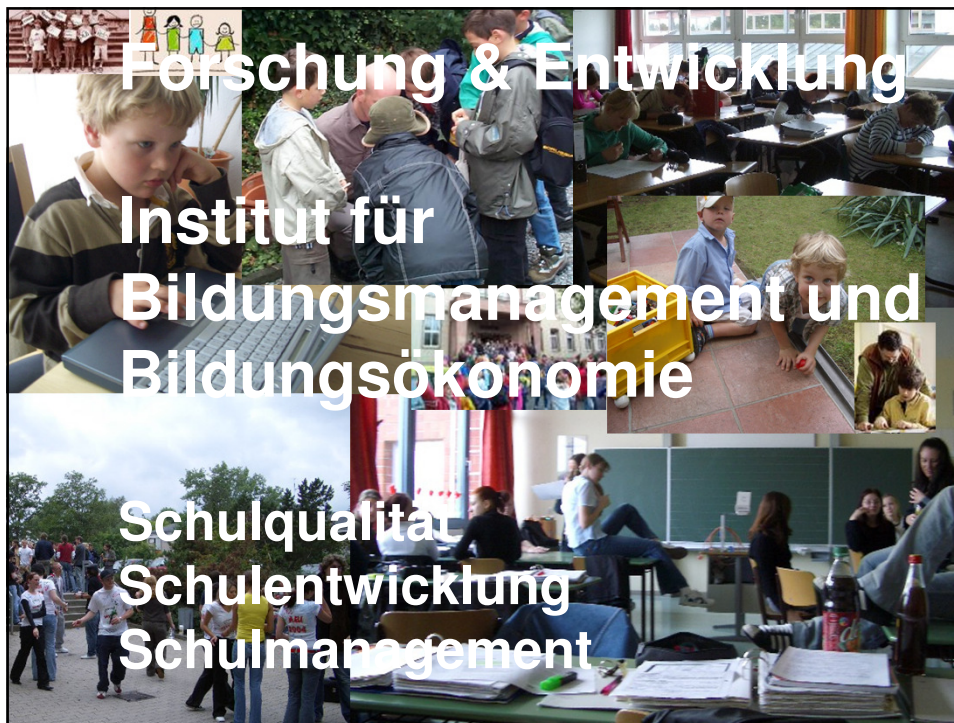 Forschung & Entwicklung
Institut für
Bildungsmanagement und
Bildungsökonomie
Schulqualität
Schulentwicklung
Schulmanagement